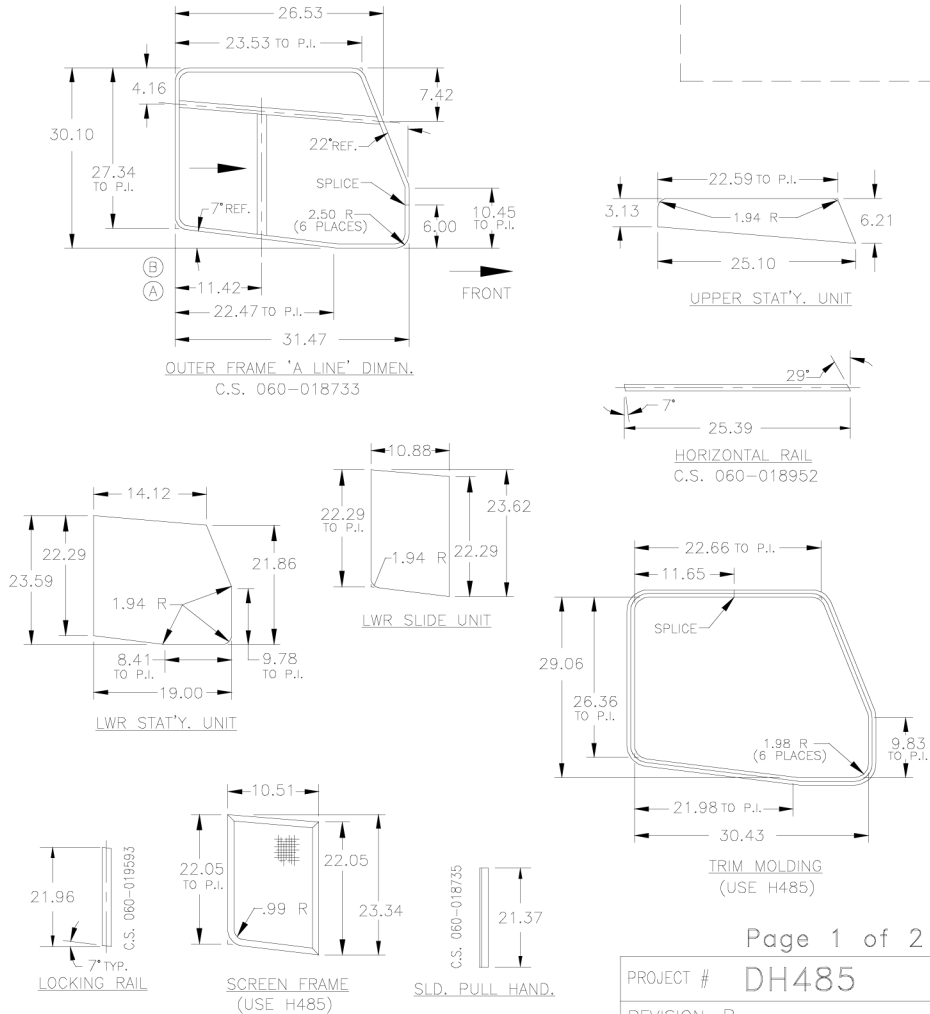 26.53
23.53 TO P.I.
4.16
7.42
30.10
22° REF.
27.34
TO P.I.
SPLICE
7° REF.
2.50 R
(6 PLACES)
10.45
TO P.I.
6.00
B
A
11.42
FRONT
22.47 TO P.I.
31.47
OUTER FRAME 'A LINE' DIMEN.
C.S. 060-018733
22.59 TO P.I.
3.13
1.94 R
6.21
25.10
UPPER STAT'Y. UNIT
29°
7°
25.39
HORIZONTAL RAIL
C.S. 060-018952
14.12
22.29
23.59
21.86
1.94 R
8.41
TO P.I.
9.78
TO P.I.
19.00
LWR STAT'Y. UNIT
10.88
22.29
TO P.I.
23.62
22.29
1.94 R
LWR SLIDE UNIT
22.66 TO P.I.
11.65
SPLICE
29.06
26.36
TO P.I.
1.98 R
(6 PLACES)
9.83
TO P.I.
21.98 TO P.I.
30.43
TRIM MOLDING
(USE H485)
21.96
C.S. 060-019593
7° TYP.
LOCKING RAIL
10.51
22.05
TO P.I.
22.05
.99 R
23.34
SCREEN FRAME
(USE H485)
C.S. 060-018735
21.37
SLD. PULL HAND.
Page 1 of 2
PROJECT # DH485